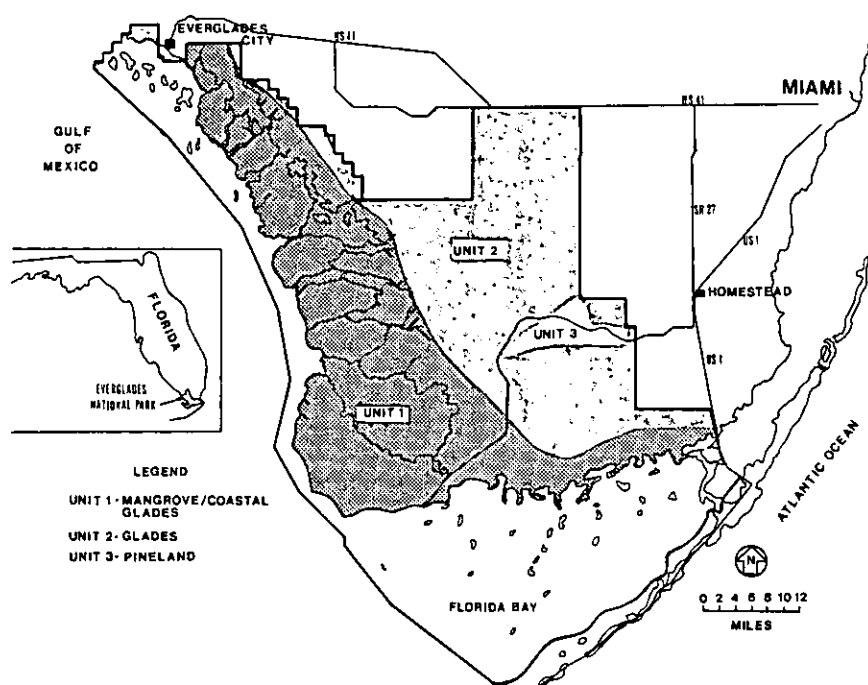 EVERGLADES
CITY
US 41
MIAMI
US 41
GULF
OF
MEXICO
SR 27
US 1
UNIT 2
HOMESTEAD
UNIT 3
US 1
FLORIDA
EVERGLADES
NATIONAL PARK
UNIT 1
LEGEND
UNIT 1- MANGROVE/COASTAL
GLADES
UNIT 2- GLADES
UNIT 3- PINELAND
ATLANTIC OCEAN
N
FLORIDA BAY
0 2 4 6 8 10 12
MILES